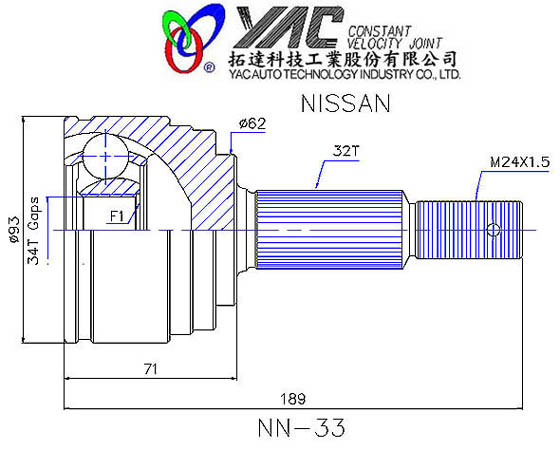 YAC CONSTANT
VELOCITY JOINT
®
拓達科技工業股份有限公司
YAC AUTO TECHNOLOGY INDUSTRY CO., LTD.
NISSAN
ø62
32T
M24X1.5
ø93
34T Gaps
F1
71
189
NN-33